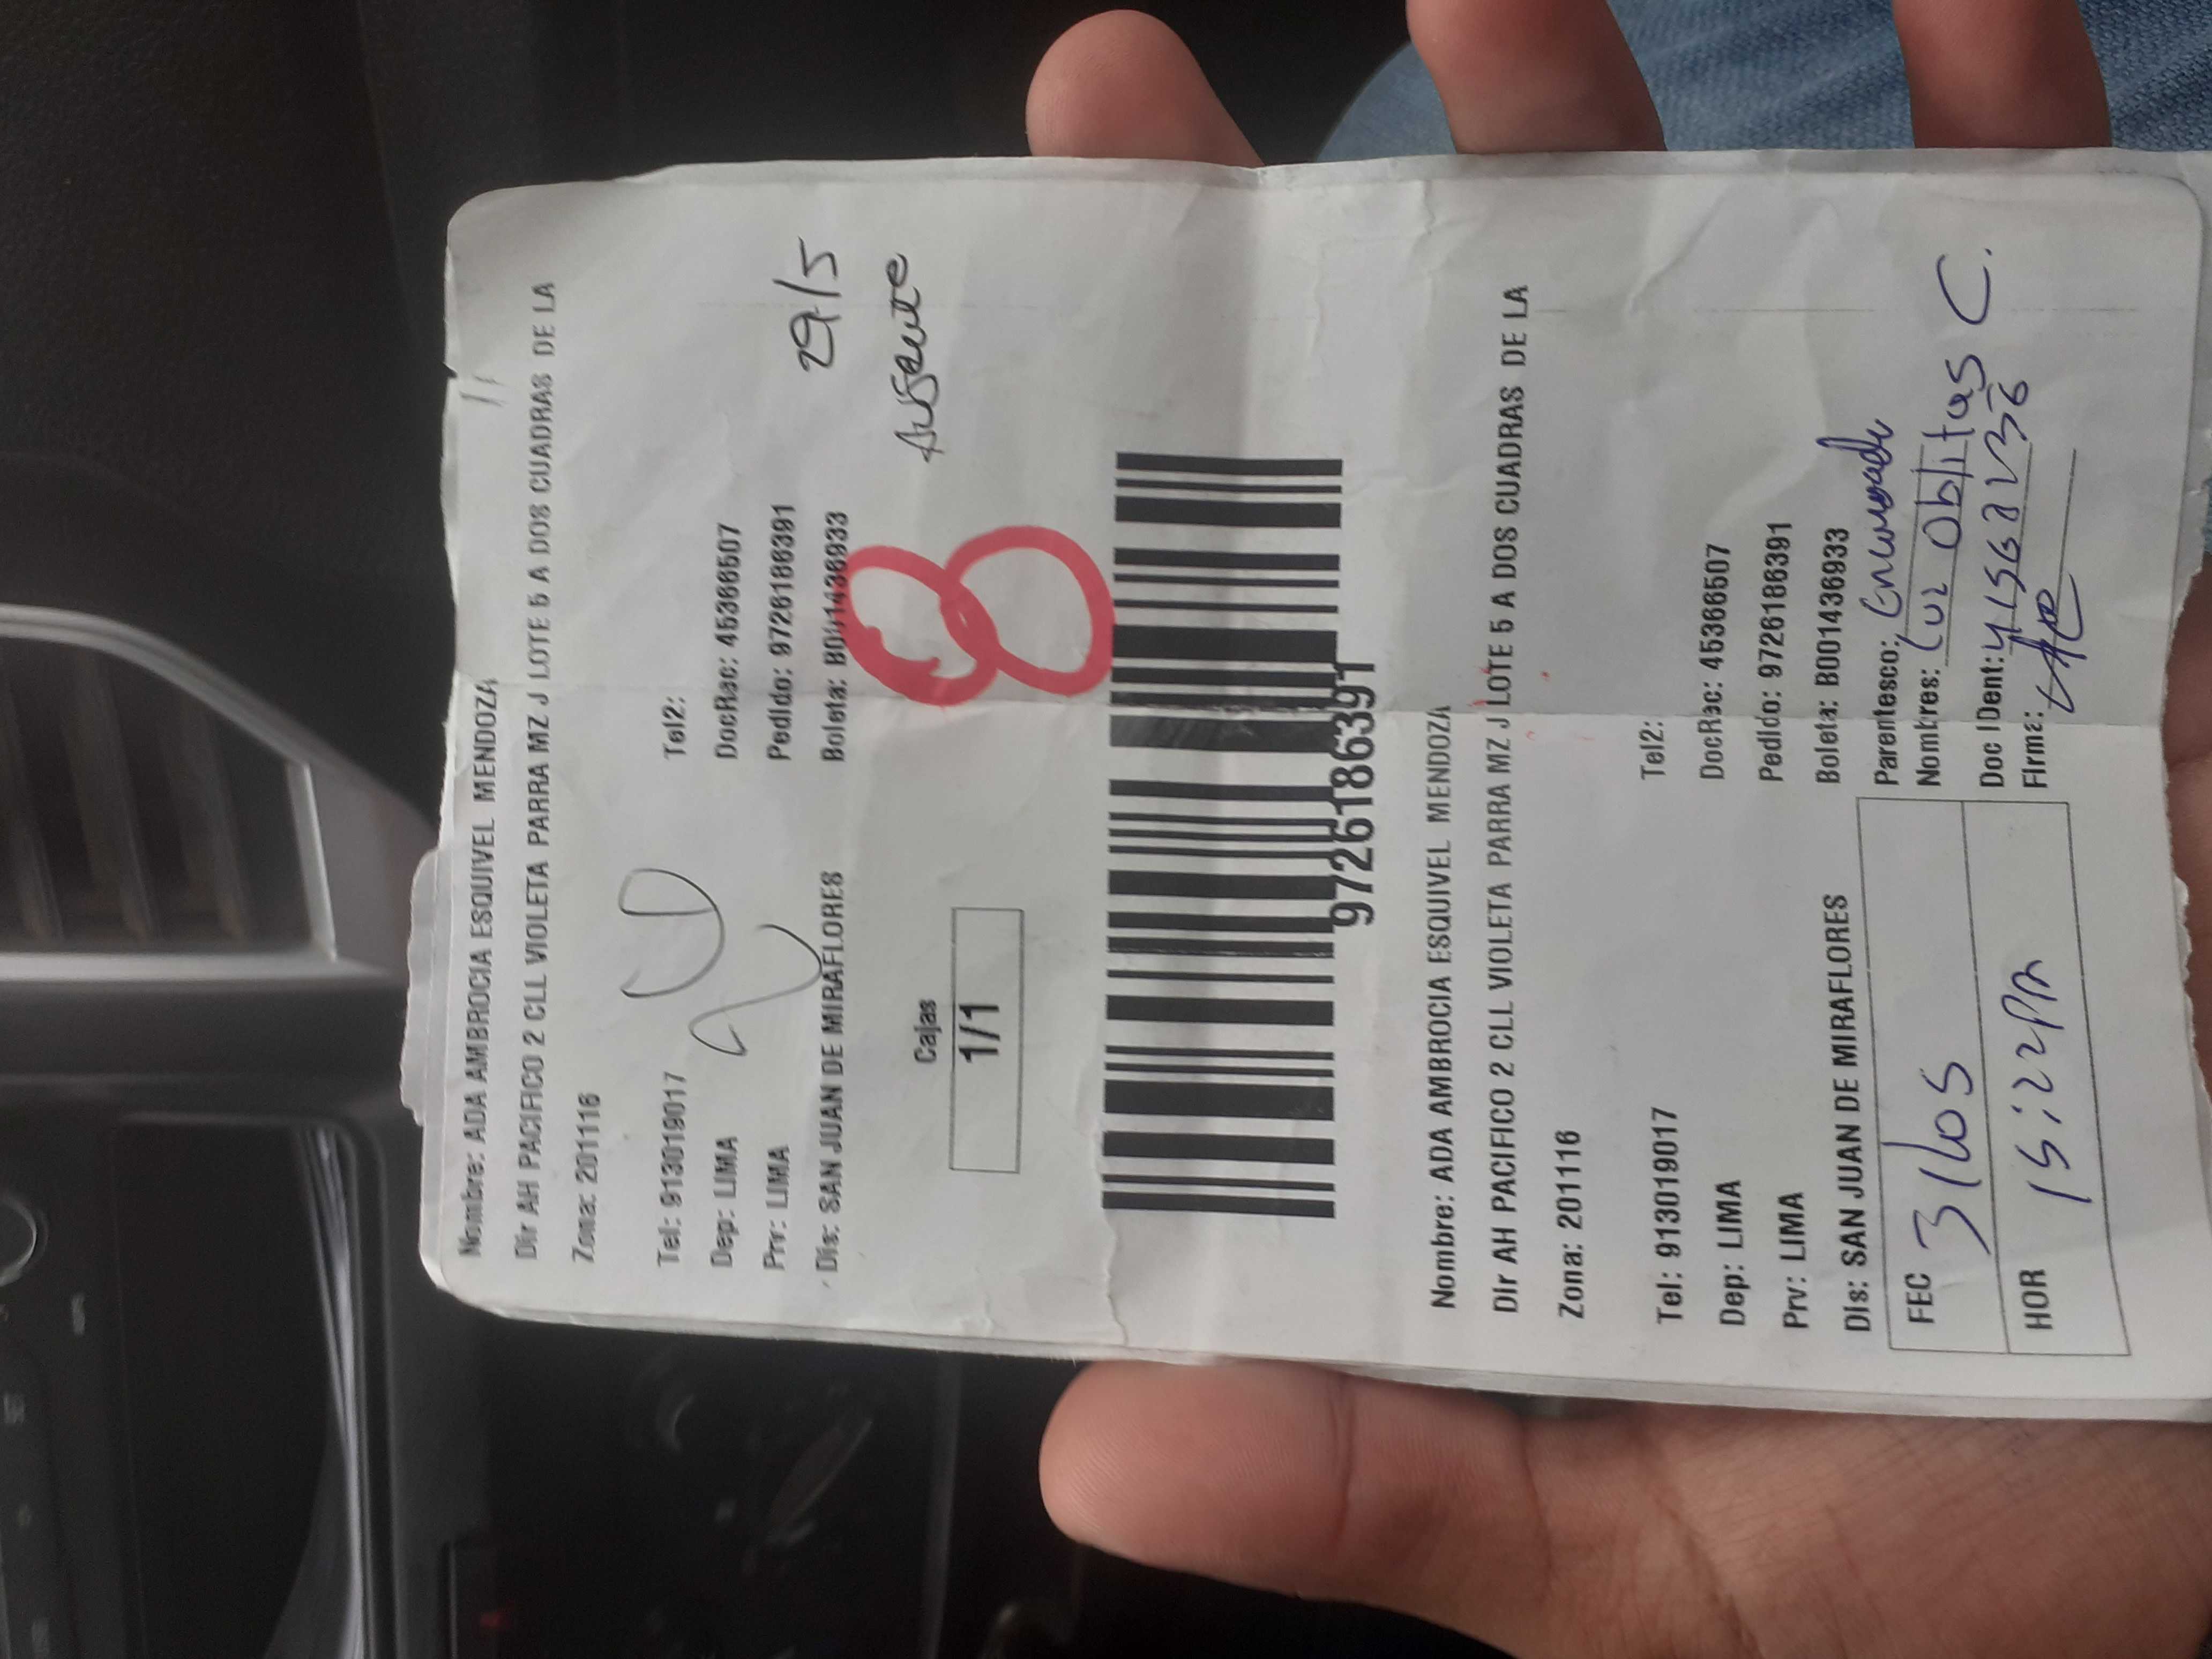 Nombre: ADA AMBROCIA ESQUIVEL MENDOZA
Dir AH PACIFICO 2 CLL VIOLETA PARRA MZ J LOTE 5 A DOS CUADRAS DE LA
Zona: 201116
Tel: 913019017 Tel2:
Dep: LIMA DocRac: 45366507
Prv: LIMA Pedido: 9726186391
Dis: SAN JUAN DE MIRAFLORES Boleta: B001436933
29/5
Ausente
8
Cajas
1/1
9726186391
Nombre: ADA AMBROCIA ESQUIVEL MENDOZA
Dir AH PACIFICO 2 CLL VIOLETA PARRA MZ J LOTE 5 A DOS CUADRAS DE LA
Zona: 201116
Tel: 913019017 Tel2:
Dep: LIMA DocRac: 45366507
Prv: LIMA Pedido: 9726186391
Dis: SAN JUAN DE MIRAFLORES Boleta: B001436933
FEC 31/05 Parentesco:
Nombres: Luz Oblitas C.
HOR 15:22PM Doc IDent:
Firma: